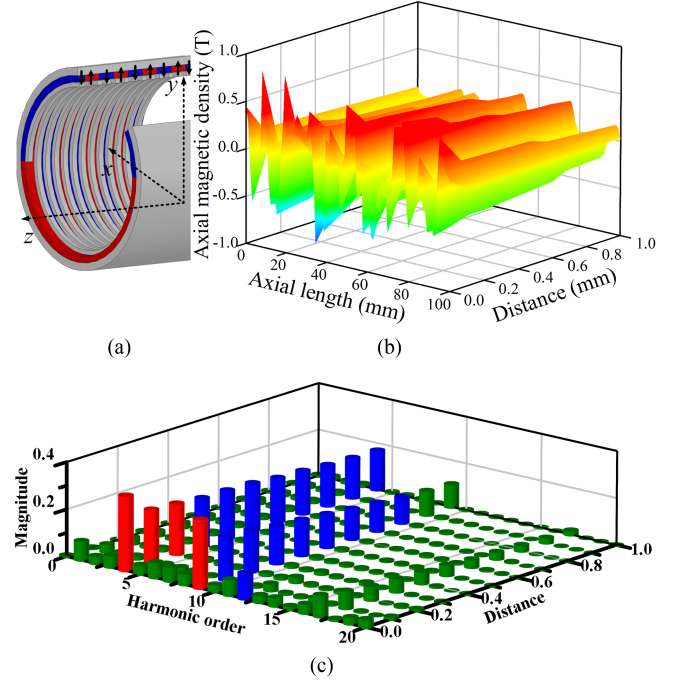 y
x
z
(a)
Axial magnetic density (T)
1.0
0.5
0.0
-0.5
-1.0
0
20
40
60
80
100
Axial length (mm)
0.0
0.2
0.4
0.6
0.8
1.0
Distance (mm)
(b)
Magnitude
0.4
0.2
0.0
0
5
10
15
20
Harmonic order
0.0
0.2
0.4
0.6
0.8
1.0
Distance
(c)